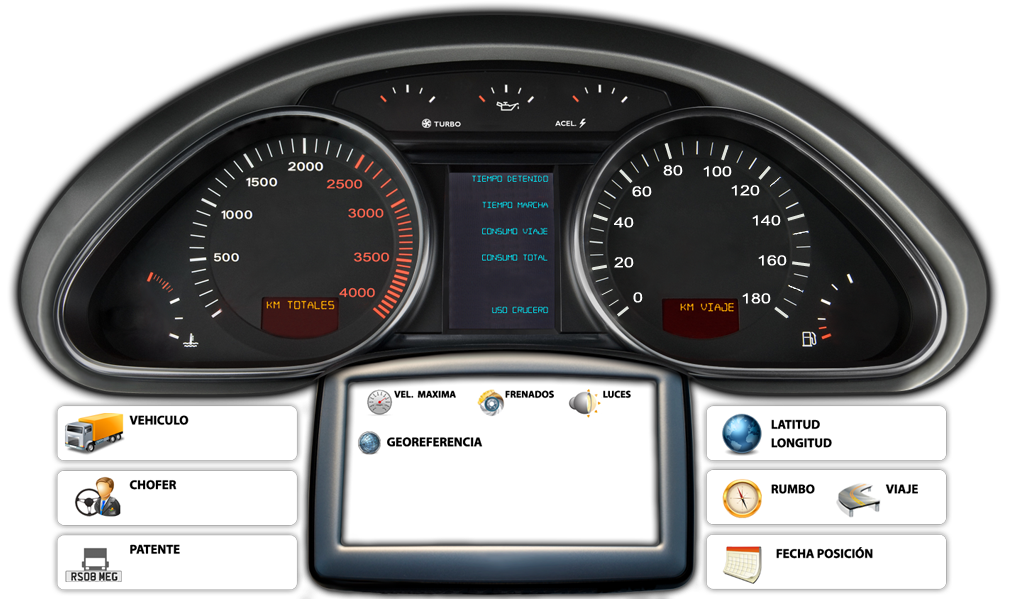 TURBO
ACEL.
500
1000
1500
2000
2500
3000
3500
4000
KM TOTALES
TIEMPO DETENIDO
TIEMPO MARCHA
CONSUMO VIAJE
CONSUMO TOTAL
USO CRUCERO
0
20
40
60
80
100
120
140
160
180
KM VIAJE
VEHICULO
CHOFER
PATENTE
RS08 MEG
VEL. MAXIMA FRENADOS LUCES
GEOREFERENCIA
LATITUD
LONGITUD
RUMBO VIAJE
FECHA POSICIÓN